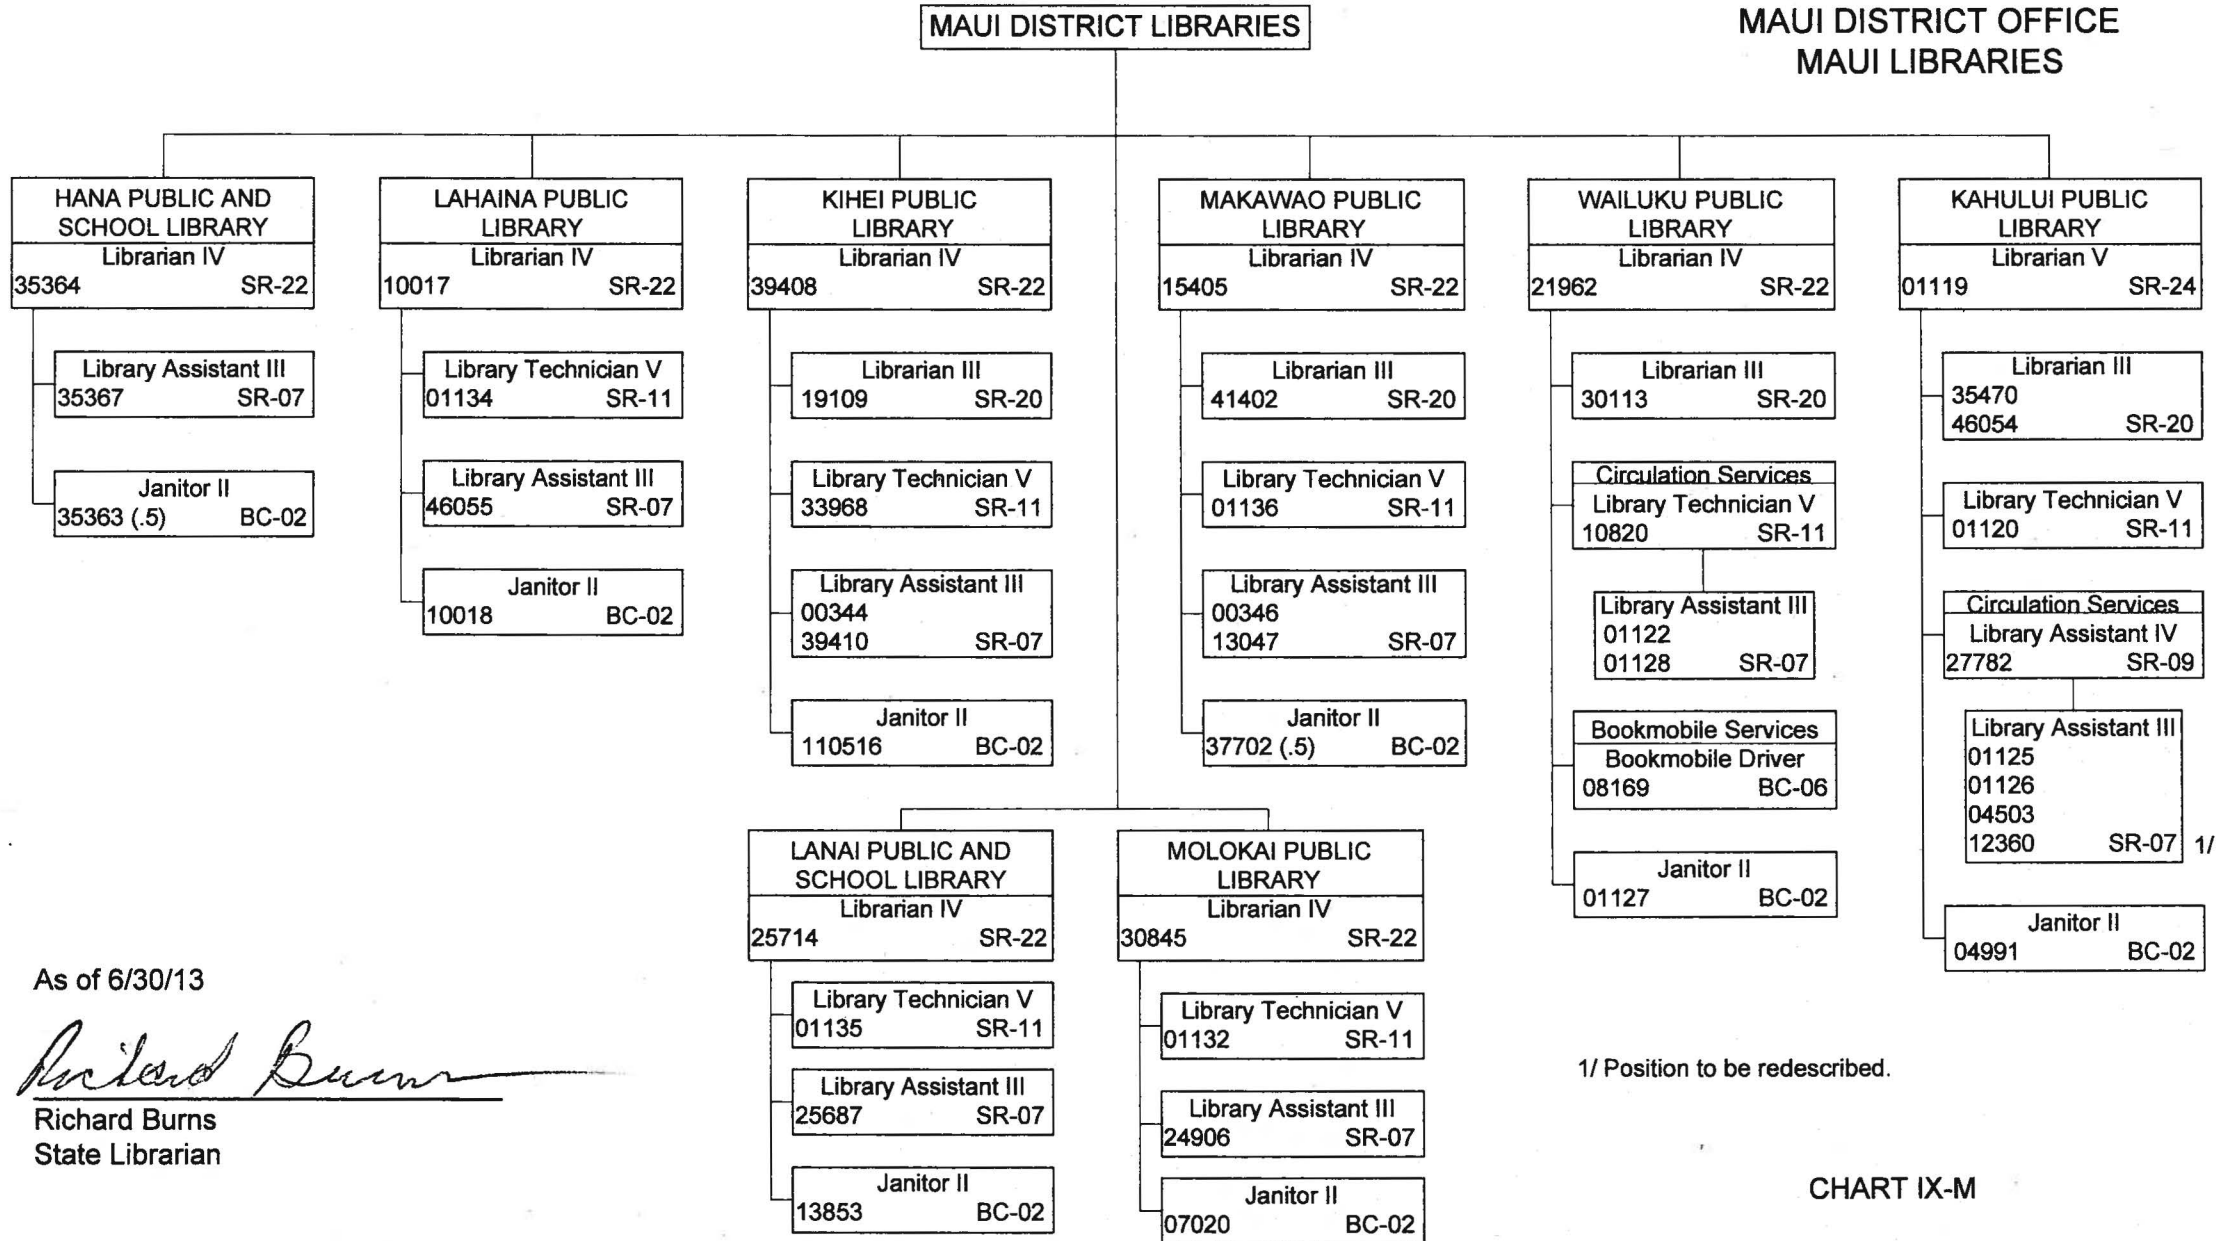 MAUI DISTRICT LIBRARIES
MAUI DISTRICT OFFICE
MAUI LIBRARIES
HANA PUBLIC AND
SCHOOL LIBRARY
Librarian IV
35364 SR-22
Library Assistant III
35367 SR-07
Janitor II
35363 (.5) BC-02
LAHAINA PUBLIC
LIBRARY
Librarian IV
10017 SR-22
Library Technician V
01134 SR-11
Library Assistant III
46055 SR-07
Janitor II
10018 BC-02
KIHEI PUBLIC
LIBRARY
Librarian IV
39408 SR-22
Librarian III
19109 SR-20
Library Technician V
33968 SR-11
Library Assistant III
00344
39410 SR-07
Janitor II
110516 BC-02
MAKAWAO PUBLIC
LIBRARY
Librarian IV
15405 SR-22
Librarian III
41402 SR-20
Library Technician V
01136 SR-11
Library Assistant III
00346
13047 SR-07
Janitor II
37702 (.5) BC-02
WAILUKU PUBLIC
LIBRARY
Librarian IV
21962 SR-22
Librarian III
30113 SR-20
Circulation Services
Library Technician V
10820 SR-11
Library Assistant III
01122
01128 SR-07
Bookmobile Services
Bookmobile Driver
08169 BC-06
Janitor II
01127 BC-02
KAHULUI PUBLIC
LIBRARY
Librarian V
01119 SR-24
Librarian III
35470
46054 SR-20
Library Technician V
01120 SR-11
Circulation Services
Library Assistant IV
27782 SR-09
Library Assistant III
01125
01126
04503
12360 SR-07 1/
Janitor II
04991 BC-02
LANAI PUBLIC AND
SCHOOL LIBRARY
Librarian IV
25714 SR-22
Library Technician V
01135 SR-11
Library Assistant III
25687 SR-07
Janitor II
13853 BC-02
MOLOKAI PUBLIC
LIBRARY
Librarian IV
30845 SR-22
Library Technician V
01132 SR-11
Library Assistant III
24906 SR-07
Janitor II
07020 BC-02
As of 6/30/13
Richard Burns
Richard Burns
State Librarian
1/ Position to be redescribed.
CHART IX-M